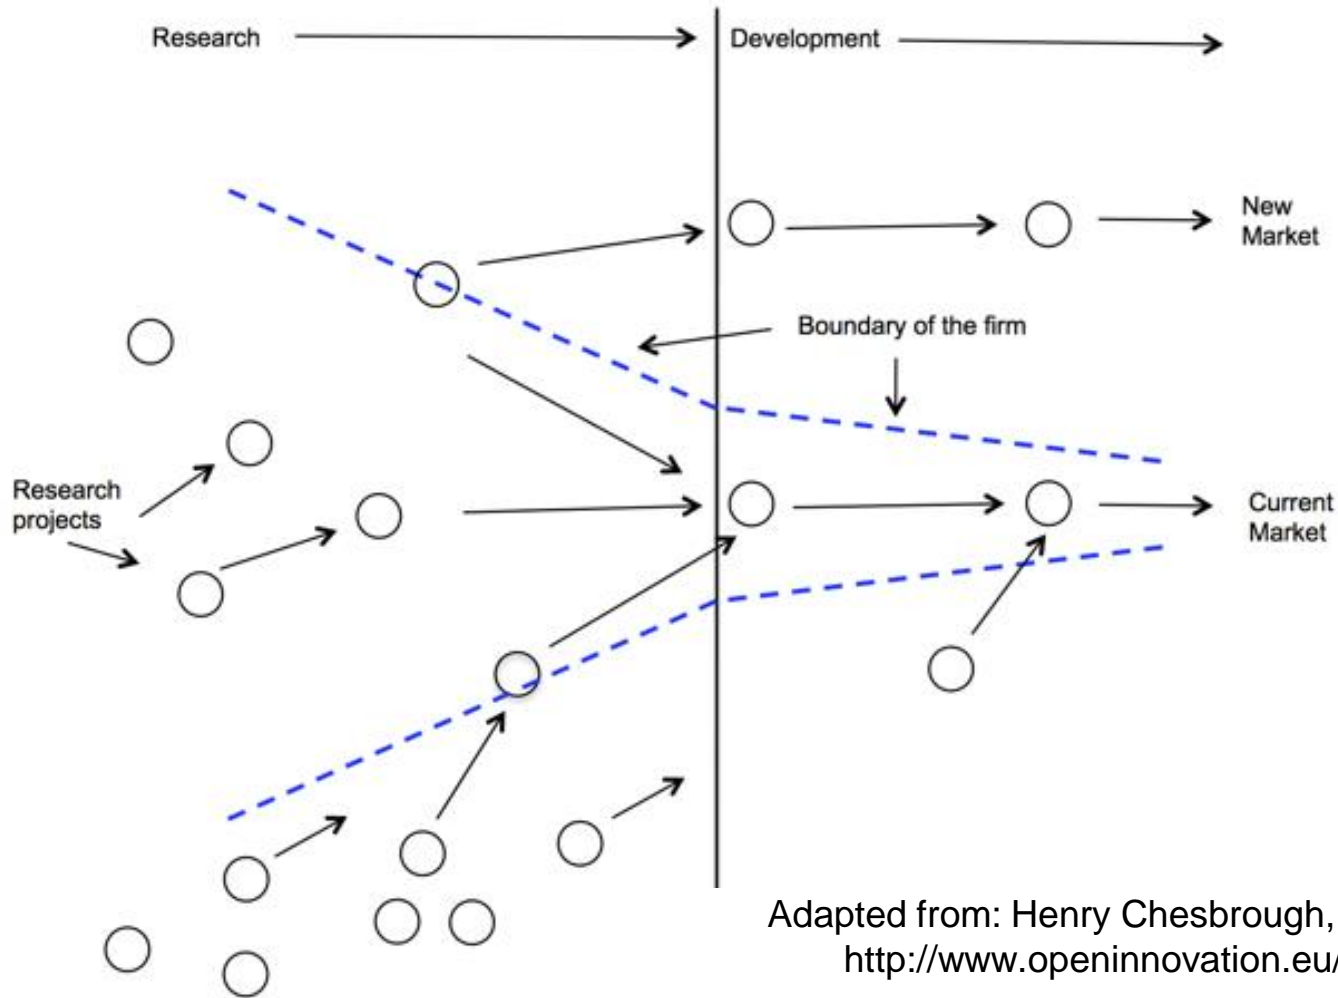 Research
Development
New
Market
Boundary of the firm
Research
projects
Current
Market
Adapted from: Henry Chesbrough,
http://www.openinnovation.eu/